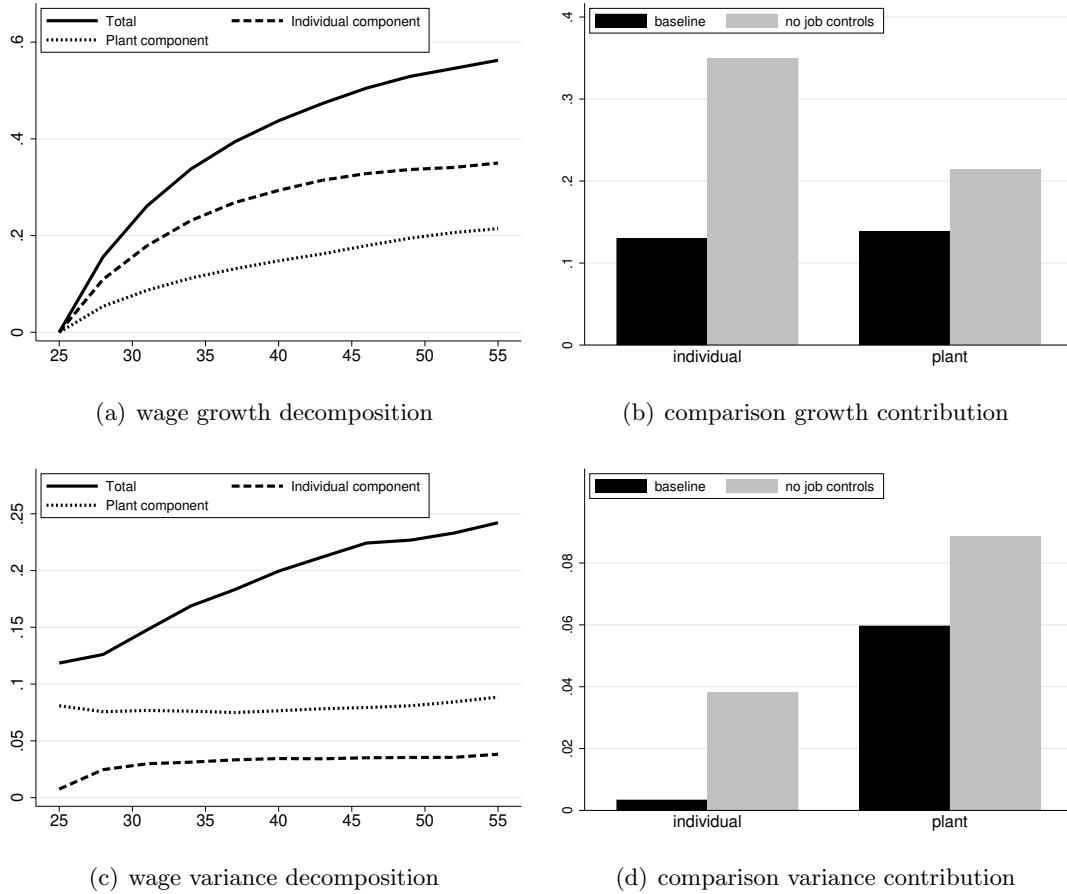 Total Individual component
Plant component
.6
.4
.2
0
25 30 35 40 45 50 55
(a) wage growth decomposition
baseline no job controls
.4
.3
.2
.1
0
individual plant
(b) comparison growth contribution
Total Individual component
Plant component
.25
.2
.15
.1
.05
0
25 30 35 40 45 50 55
(c) wage variance decomposition
baseline no job controls
.08
.06
.04
.02
0
individual plant
(d) comparison variance contribution